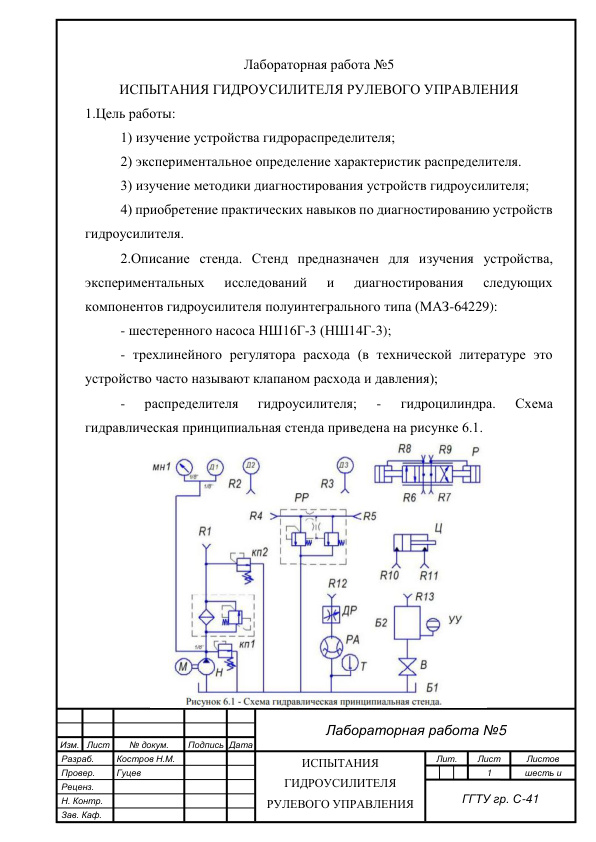 Лабораторная работа №5
ИСПЫТАНИЯ ГИДРОУСИЛИТЕЛЯ РУЛЕВОГО УПРАВЛЕНИЯ
1.Цель работы:
1) изучение устройства гидрораспределителя;
2) экспериментальное определение характеристик распределителя.
3) изучение методики диагностирования устройств гидроусилителя;
4) приобретение практических навыков по диагностированию устройств
гидроусилителя.
2.Описание стенда. Стенд предназначен для изучения устройства,
экспериментальных исследований и диагностирования следующих
компонентов гидроусилителя полуинтегрального типа (МАЗ-64229):
- шестеренного насоса НШ16Г-3 (НШ14Г-3);
- трехлинейного регулятора расхода (в технической литературе это
устройство часто называют клапаном расхода и давления);
- распределителя гидроусилителя; - гидроцилиндра. Схема
гидравлическая принципиальная стенда приведена на рисунке 6.1.
R8 R9 Р
мн1 Д1 Д2 Д3
R2 R3
R6 R7
РР
R4 R5
R1
Ц
кп2
R10 R11
R12
R13
ДР
Б2 УУ
РА
кп1
Т В
М Н
Б1
Рисунок 6.1 - Схема гидравлическая принципиальная стенда.
Лабораторная работа №5
Изм. Лист № докум. Подпись Дата
Разраб. Костров Н.М.
Провер. Гуцев
Реценз.
Н. Контр.
Зав. Каф.
ИСПЫТАНИЯ
ГИДРОУСИЛИТЕЛЯ
РУЛЕВОГО УПРАВЛЕНИЯ
Лит. Лист Листов
1 шесть и
ГГТУ гр. С-41